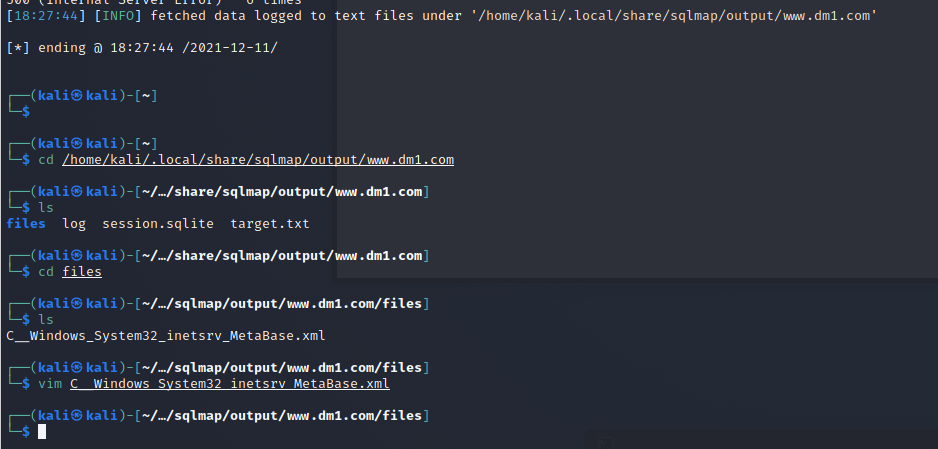 500 (Internal Server Error) - 6 times
[18:27:44] [INFO] fetched data logged to text files under '/home/kali/.local/share/sqlmap/output/www.dm1.com'
[*] ending @ 18:27:44 /2021-12-11/
┌──(kali㉿kali)-[~]
└─$
┌──(kali㉿kali)-[~]
└─$ cd /home/kali/.local/share/sqlmap/output/www.dm1.com
┌──(kali㉿kali)-[~/…/share/sqlmap/output/www.dm1.com]
└─$ ls
files  log  session.sqlite  target.txt
┌──(kali㉿kali)-[~/…/share/sqlmap/output/www.dm1.com]
└─$ cd files
┌──(kali㉿kali)-[~/…/sqlmap/output/www.dm1.com/files]
└─$ ls
C__Windows_System32_inetsrv_MetaBase.xml
┌──(kali㉿kali)-[~/…/sqlmap/output/www.dm1.com/files]
└─$ vim C__Windows_System32_inetsrv_MetaBase.xml
┌──(kali㉿kali)-[~/…/sqlmap/output/www.dm1.com/files]
└─$